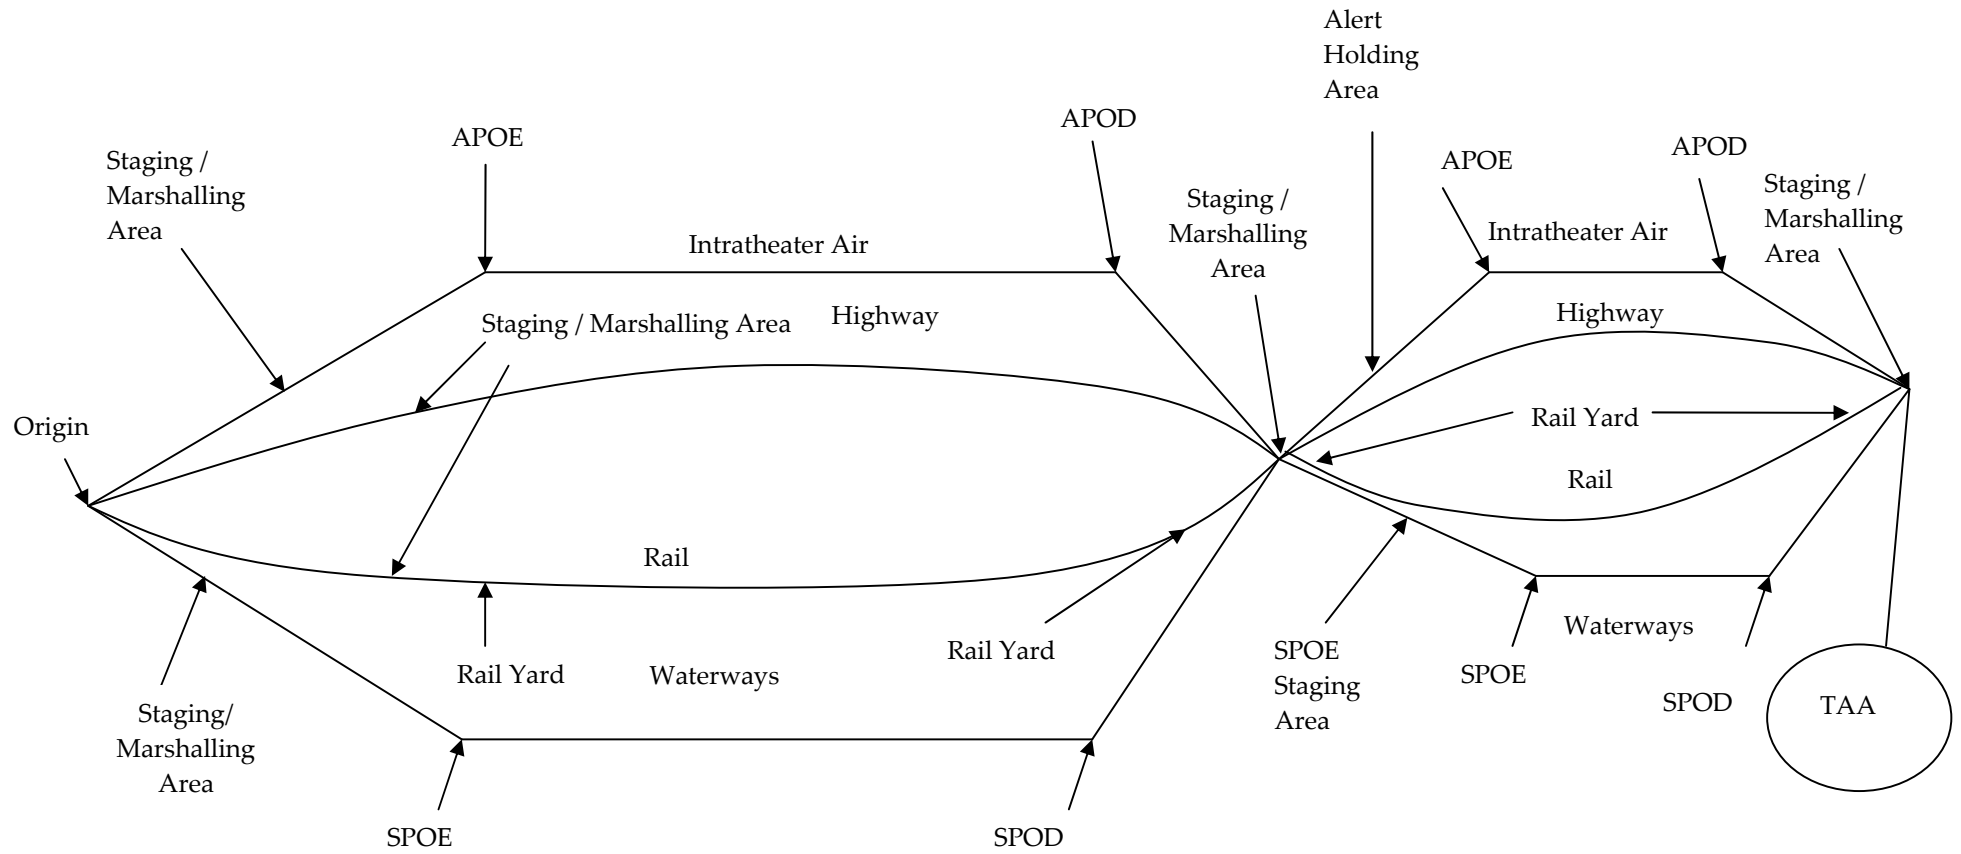 Alert
Holding
Area
APOD
APOE
APOD
APOE
Staging /
Marshalling
Area
Staging /
Marshalling
Area
Staging /
Marshalling
Area
Intratheater Air
Intratheater Air
Staging / Marshalling Area
Highway
Highway
Origin
Rail Yard
Rail
Rail
Rail Yard
Waterways
Rail Yard
SPOE
Staging
Area
Waterways
SPOE
SPOD
TAA
Staging/
Marshalling
Area
SPOE
SPOD